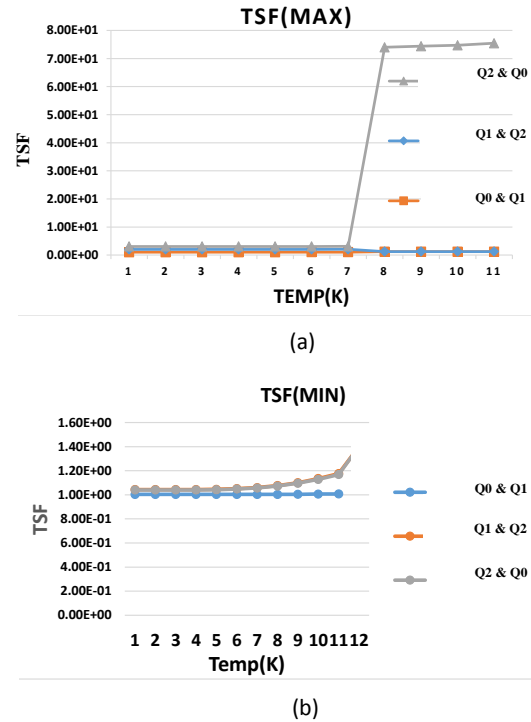 TSF(MAX)
8.00E+01
7.00E+01
6.00E+01
5.00E+01
4.00E+01
3.00E+01
2.00E+01
1.00E+01
0.00E+00
TSF
1 2 3 4 5 6 7 8 9 10 11
TEMP(K)
Q2 & Q0
Q1 & Q2
Q0 & Q1
(a)
TSF(MIN)
1.60E+00
1.40E+00
1.20E+00
1.00E+00
8.00E-01
6.00E-01
4.00E-01
2.00E-01
0.00E+00
TSF
1 2 3 4 5 6 7 8 9 10 11 12
Temp(K)
Q0 & Q1
Q1 & Q2
Q2 & Q0
(b)